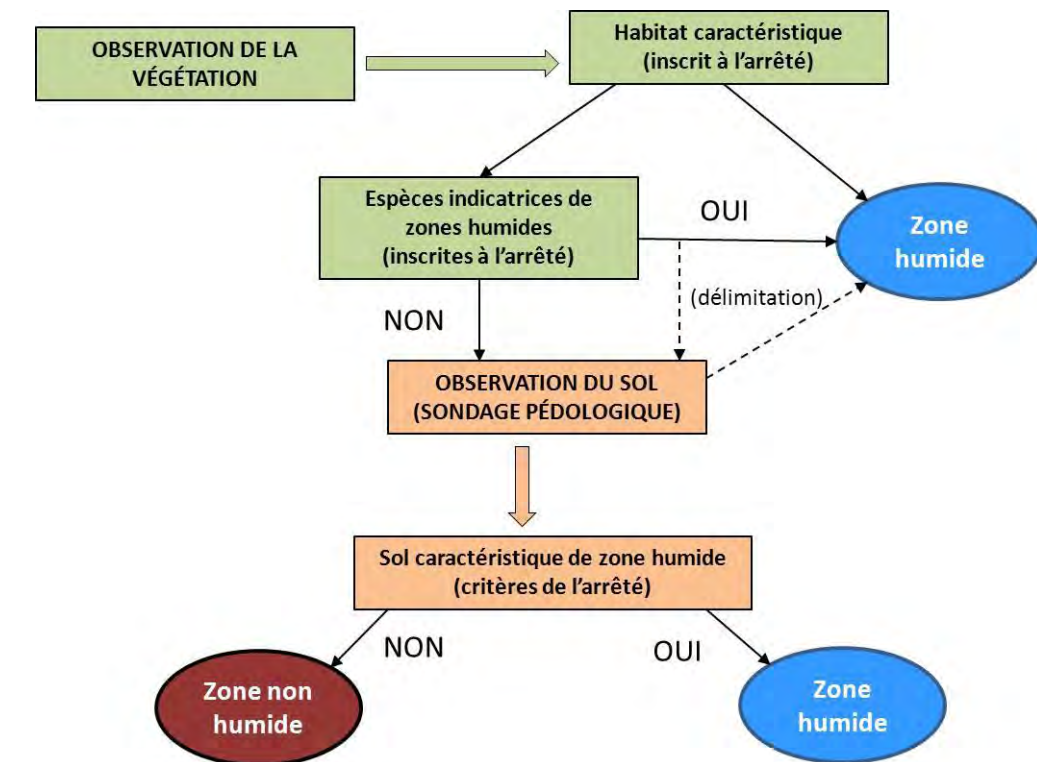 OBSERVATION DE LA
VÉGÉTATION
Habitat caractéristique
(inscrit à l'arrêté)
Espèces indicatrices de
zones humides
(inscrites à l'arrêté)
OUI
Zone
humide
(délimitation)
NON
OBSERVATION DU SOL
(SONDAGE PÉDOLOGIQUE)
Sol caractéristique de zone humide
(critères de l'arrêté)
NON
OUI
Zone non
humide
Zone
humide